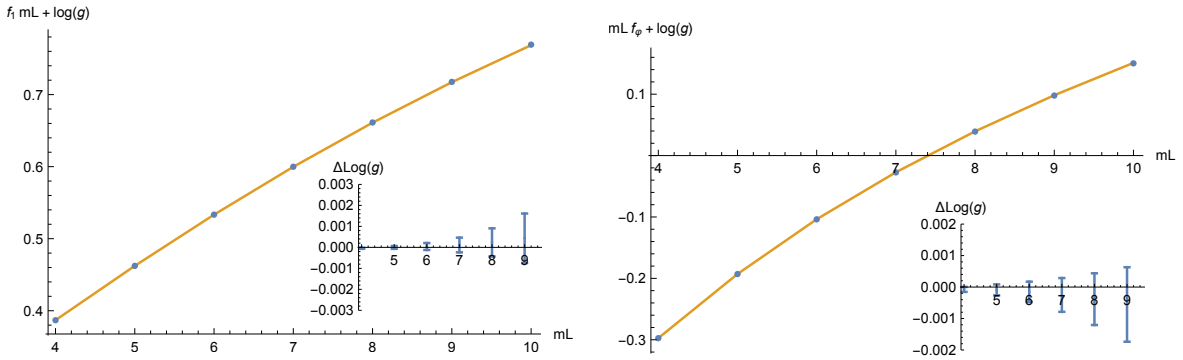 f₁ mL + log(g)
0.7
0.6
0.5
0.4
4 5 6 7 8 9 10 mL
ΔLog(g)
0.003
0.002
0.001
0.000
-0.001
-0.002
-0.003
5 6 7 8 9
mL fφ + log(g)
0.1
-0.1
-0.2
-0.3
4 5 6 7 8 9 10 mL
ΔLog(g)
0.002
0.001
0.000
-0.001
0.002
5 6 7 8 9